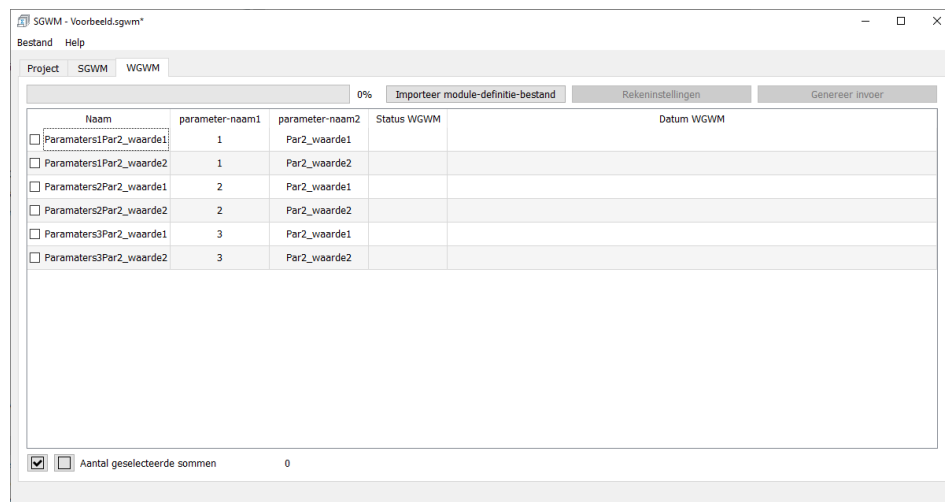 SGWM - Voorbeeld.sgwm*
Bestand Help
Project SGWM WGWM
0% Importeer module-definitie-bestand Rekeninstellingen Genereer invoer
Naam parameter-naam1 parameter-naam2 Status WGWM Datum WGWM
Paramaters1Par2_waarde1 1 Par2_waarde1
Paramaters1Par2_waarde2 1 Par2_waarde2
Paramaters2Par2_waarde1 2 Par2_waarde1
Paramaters2Par2_waarde2 2 Par2_waarde2
Paramaters3Par2_waarde1 3 Par2_waarde1
Paramaters3Par2_waarde2 3 Par2_waarde2
Aantal geselecteerde sommen 0